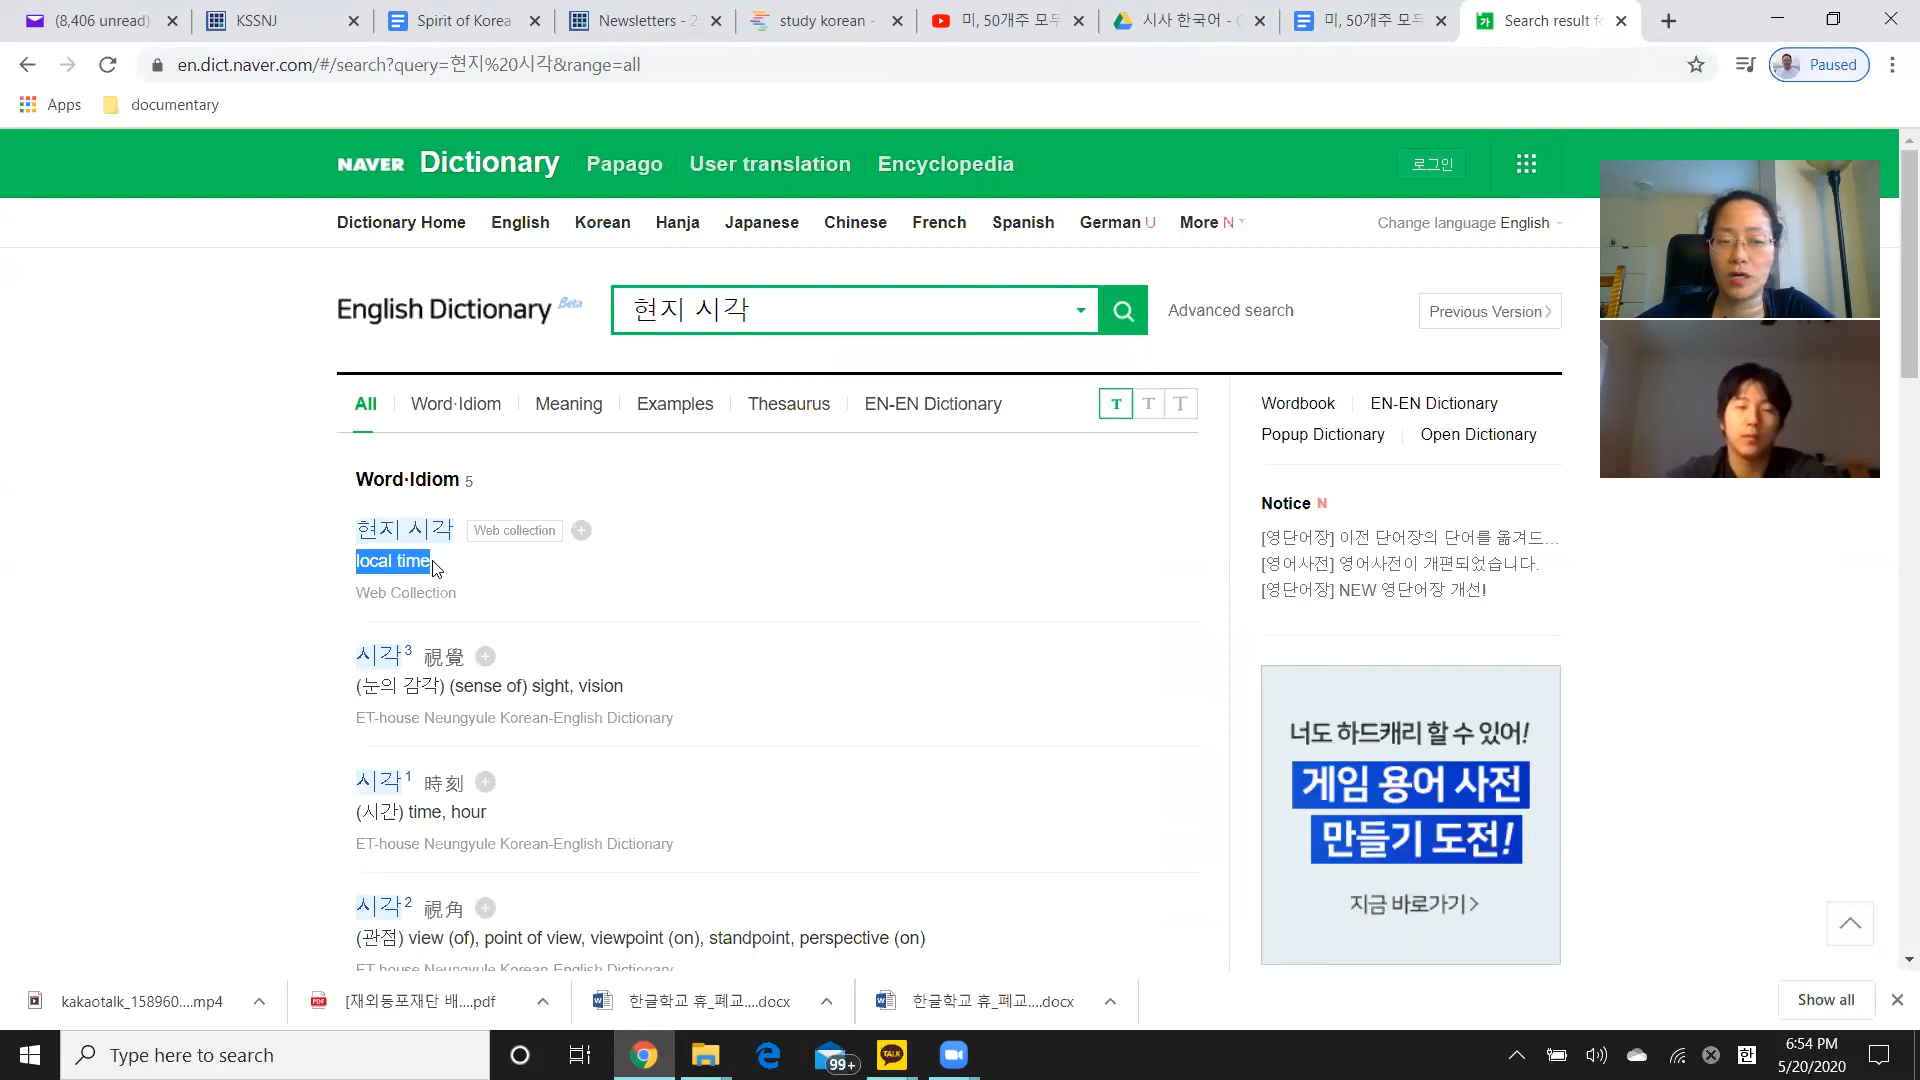 (8,406 unread)
KSSNJ
Spirit of Korea
Newsletters - 2
study korean -
미, 50개주 모두
시사 한국어 -
미, 50개주 모두
Search result f
en.dict.naver.com/#/search?query=현지%20시각&range=all
Paused
Apps
documentary
NAVER Dictionary
Papago
User translation
Encyclopedia
로그인
Dictionary Home
English
Korean
Hanja
Japanese
Chinese
French
Spanish
German U
More N
Change language English
English Dictionary Beta
현지 시각
Advanced search
Previous Version
All
Word·Idiom
Meaning
Examples
Thesaurus
EN-EN Dictionary
T T T
Wordbook
EN-EN Dictionary
Popup Dictionary
Open Dictionary
Word·Idiom 5
현지 시각 Web collection
local time
Web Collection
시각3 視覺
(눈의 감각) (sense of) sight, vision
ET-house Neungyule Korean-English Dictionary
시각1 時刻
(시간) time, hour
ET-house Neungyule Korean-English Dictionary
시각2 視角
(관점) view (of), point of view, viewpoint (on), standpoint, perspective (on)
ET-house Neungyule Korean-English Dictionary
Notice N
[영단어장] 이전 단어장의 단어를 옮겨드...
[영어사전] 영어사전이 개편되었습니다.
[영단어장] NEW 영단어장 개선!
너도 하드캐리 할 수 있어!
게임 용어 사전
만들기 도전!
지금 바로가기>
kakaotalk_158960....mp4
[재외동포재단 배....pdf
한글학교 휴_폐교....docx
한글학교 휴_폐교....docx
Show all
Type here to search
99+
TALK
한
6:54 PM
5/20/2020